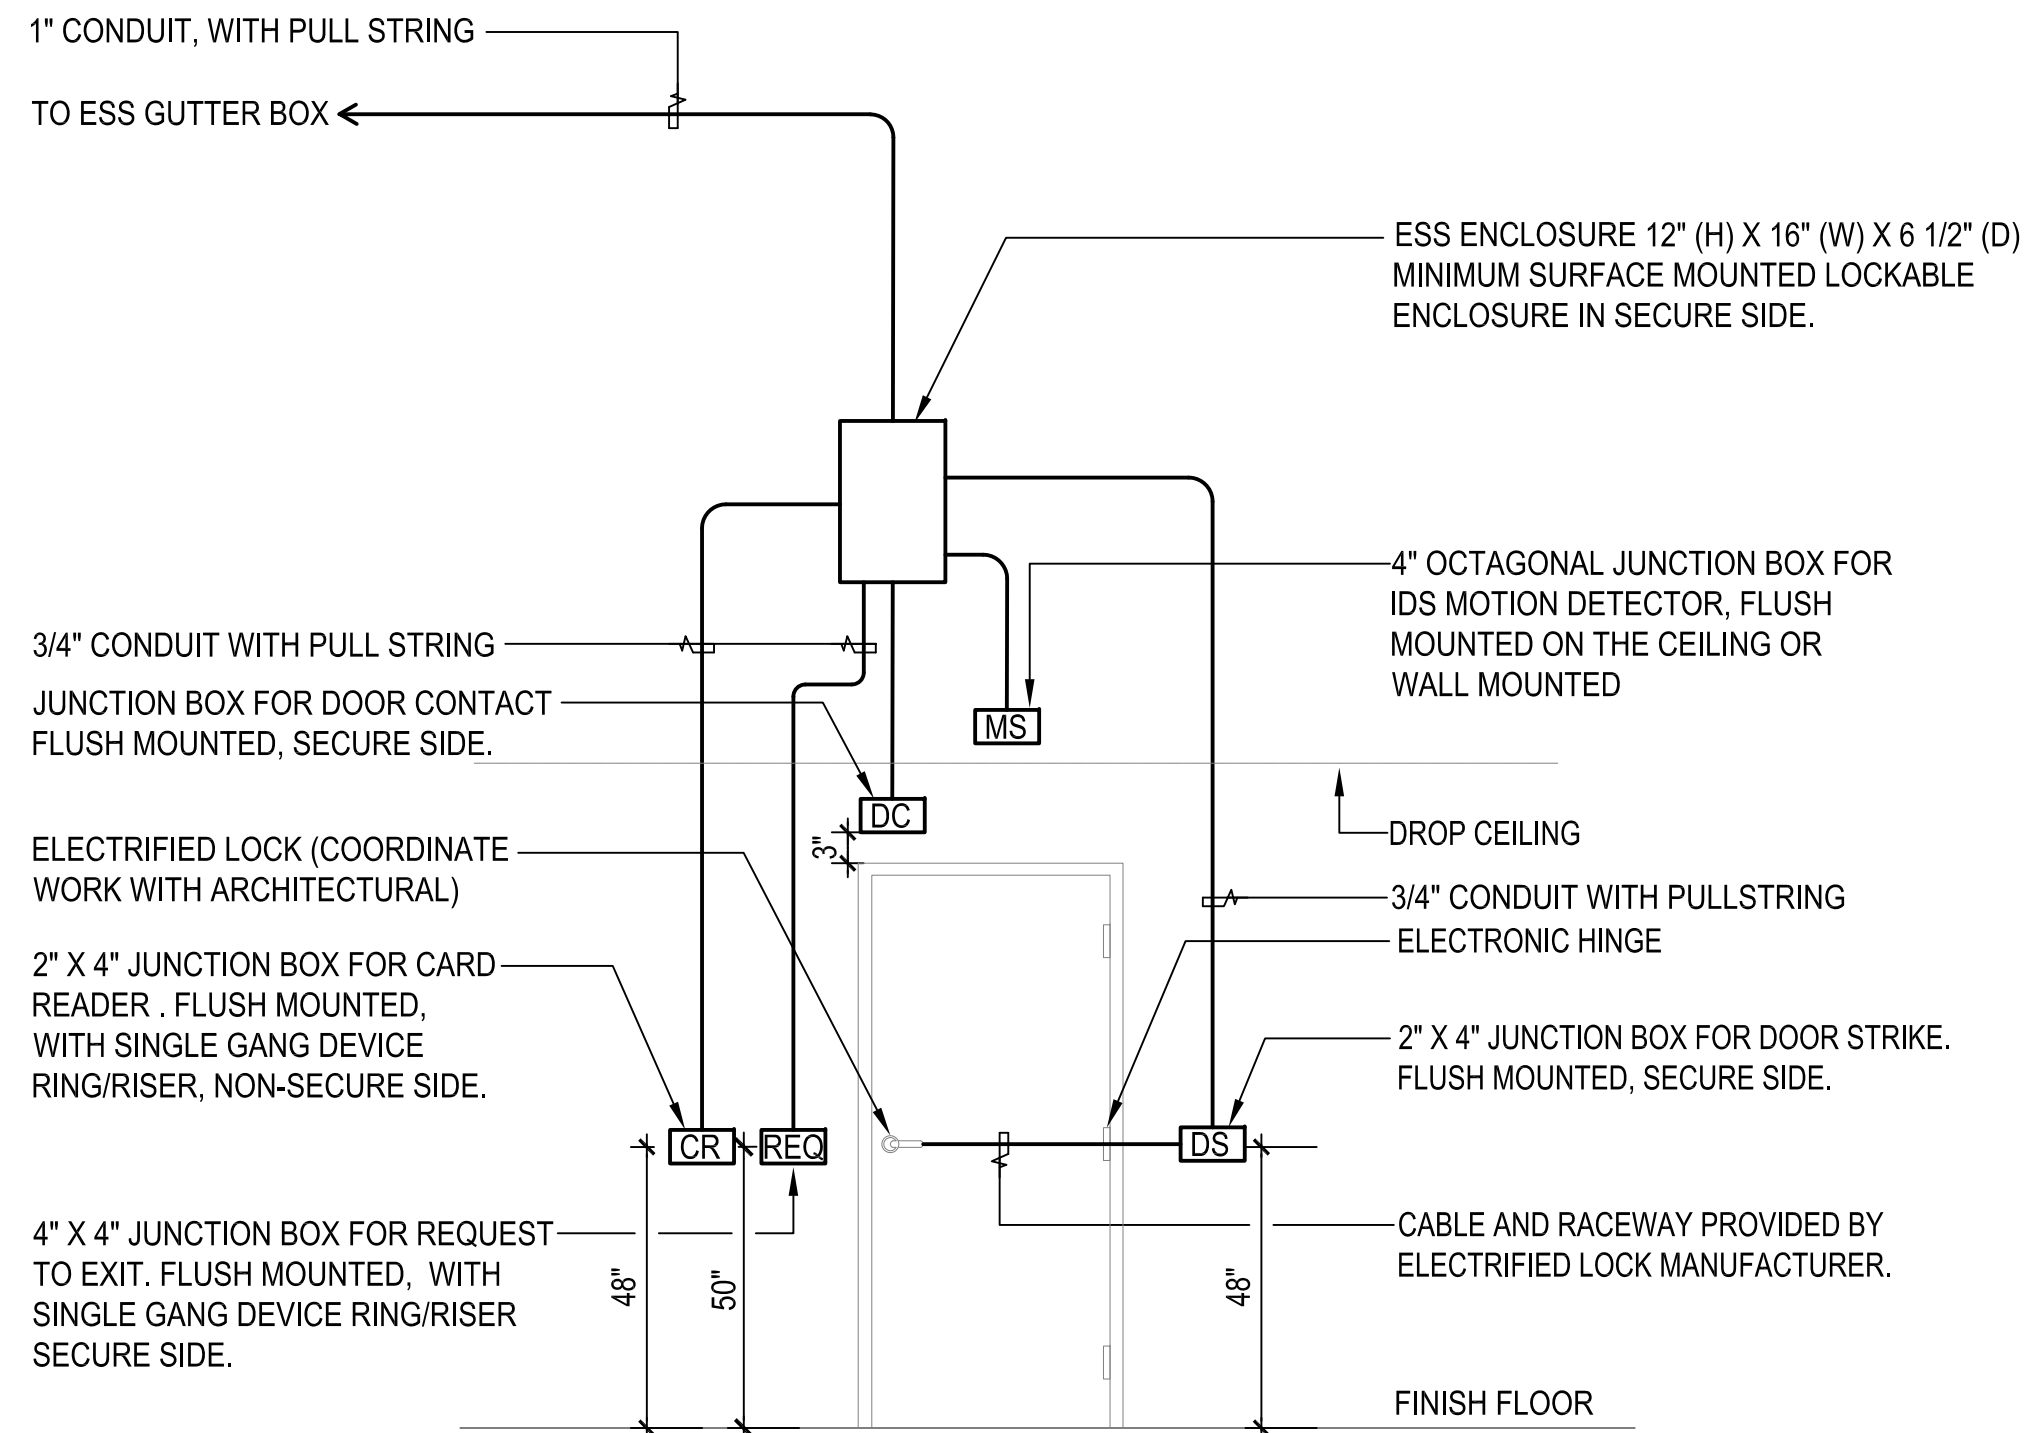 1" CONDUIT, WITH PULL STRING
TO ESS GUTTER BOX
ESS ENCLOSURE 12" (H) X 16" (W) X 6 1/2" (D)
MINIMUM SURFACE MOUNTED LOCKABLE
ENCLOSURE IN SECURE SIDE.
4" OCTAGONAL JUNCTION BOX FOR
IDS MOTION DETECTOR, FLUSH
MOUNTED ON THE CEILING OR
WALL MOUNTED
3/4" CONDUIT WITH PULL STRING
JUNCTION BOX FOR DOOR CONTACT
FLUSH MOUNTED, SECURE SIDE.
MS
DC
3"
DROP CEILING
ELECTRIFIED LOCK (COORDINATE
WORK WITH ARCHITECTURAL)
3/4" CONDUIT WITH PULLSTRING
ELECTRONIC HINGE
2" X 4" JUNCTION BOX FOR CARD
READER . FLUSH MOUNTED,
WITH SINGLE GANG DEVICE
RING/RISER, NON-SECURE SIDE.
2" X 4" JUNCTION BOX FOR DOOR STRIKE.
FLUSH MOUNTED, SECURE SIDE.
CR
REQ
DS
4" X 4" JUNCTION BOX FOR REQUEST
TO EXIT. FLUSH MOUNTED, WITH
SINGLE GANG DEVICE RING/RISER
SECURE SIDE.
48"
50"
48"
CABLE AND RACEWAY PROVIDED BY
ELECTRIFIED LOCK MANUFACTURER.
FINISH FLOOR